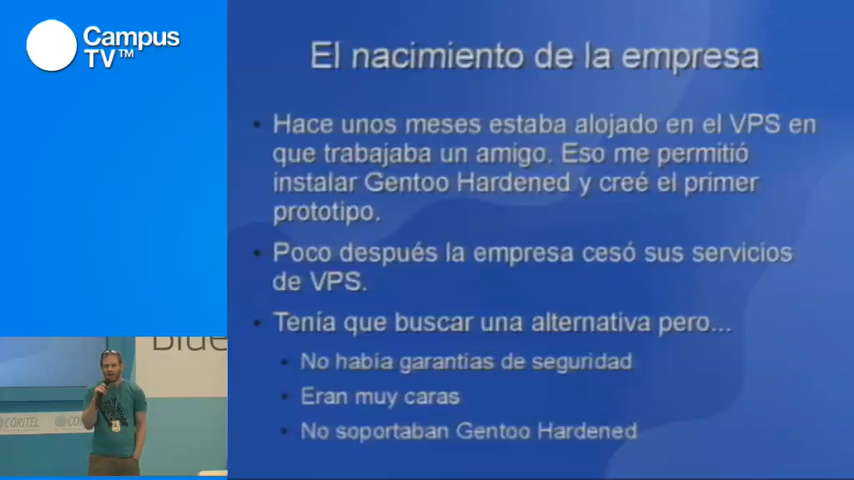 Campus
TV™
El nacimiento de la empresa
• Hace unos meses estaba alojado en el VPS en
que trabajaba un amigo. Eso me permitió
instalar Gentoo Hardened y creé el primer
prototipo.
• Poco después la empresa cesó sus servicios
de VPS.
• Tenía que buscar una alternativa pero...
• No había garantías de seguridad
• Eran muy caras
• No soportaban Gentoo Hardened
Blue
CORITEL